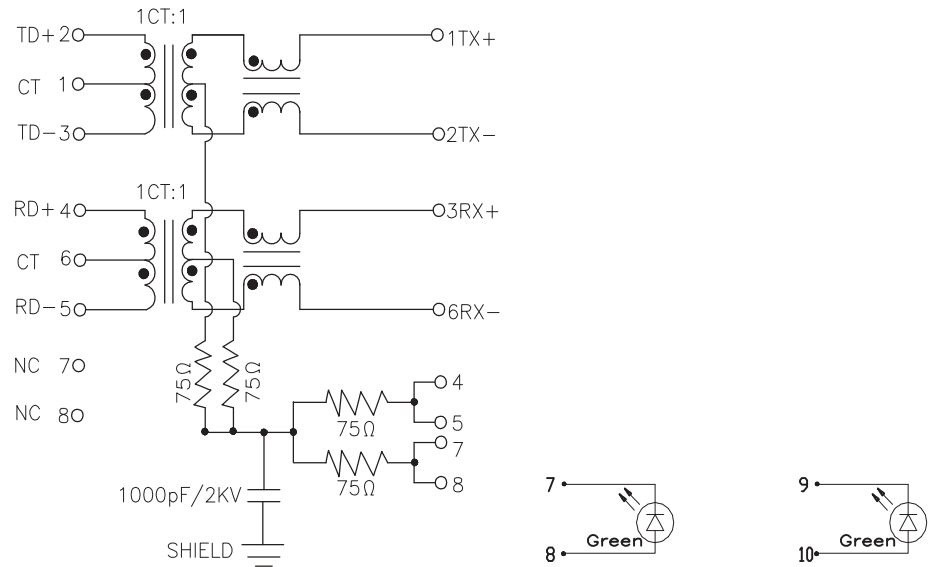 1CT:1
TD+2
1TX+
CT 1
TD-3
2TX-
1CT:1
RD+4
3RX+
CT 6
RD-5
6RX-
NC 7
75Ω
75Ω
NC 8
4
75Ω
5
7
75Ω
8
1000pF/2KV
SHIELD
7
Green
8
9
Green
10